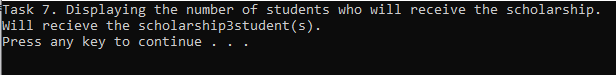 Task 7. Displaying the number of students who will receive the scholarship.
Will recieve the scholarship3student(s).
Press any key to continue . . .